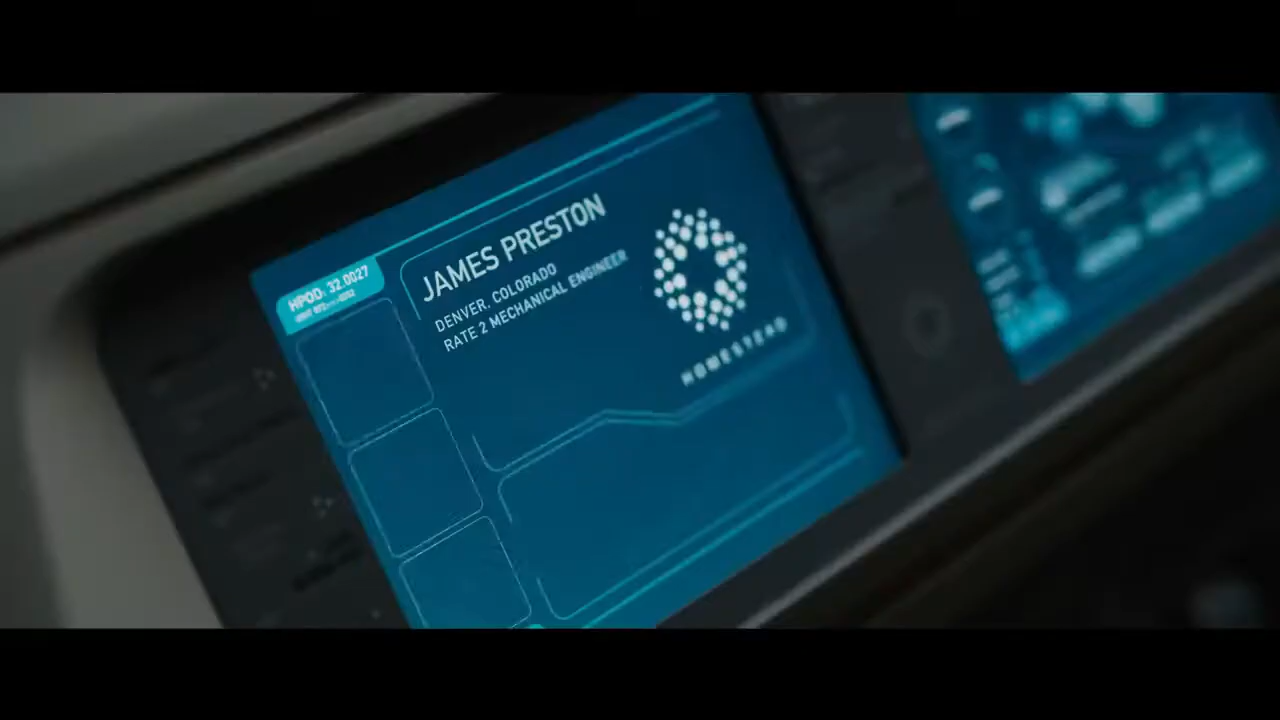 HPOD: 32.0027
JAMES PRESTON
DENVER, COLORADO
RATE 2 MECHANICAL ENGINEER
HOMESTEAD